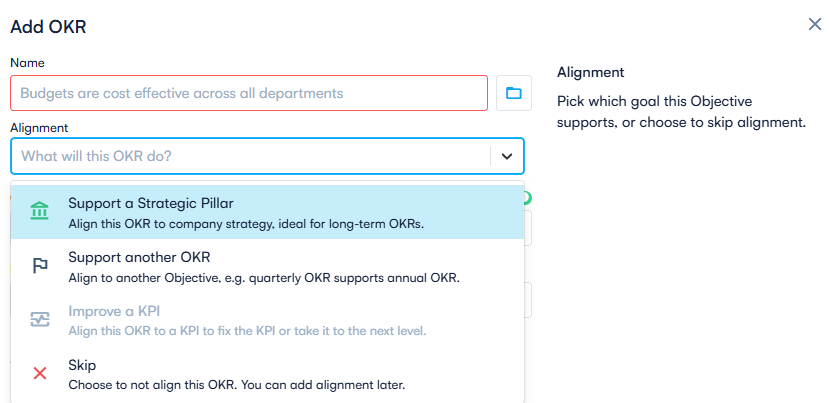 Add OKR
Name
Budgets are cost effective across all departments
Alignment
What will this OKR do?
Support a Strategic Pillar
Align this OKR to company strategy, ideal for long-term OKRs.
Support another OKR
Align to another Objective, e.g. quarterly OKR supports annual OKR.
Improve a KPI
Align this OKR to a KPI to fix the KPI or take it to the next level.
Skip
Choose to not align this OKR. You can add alignment later.
Alignment
Pick which goal this Objective
supports, or choose to skip alignment.